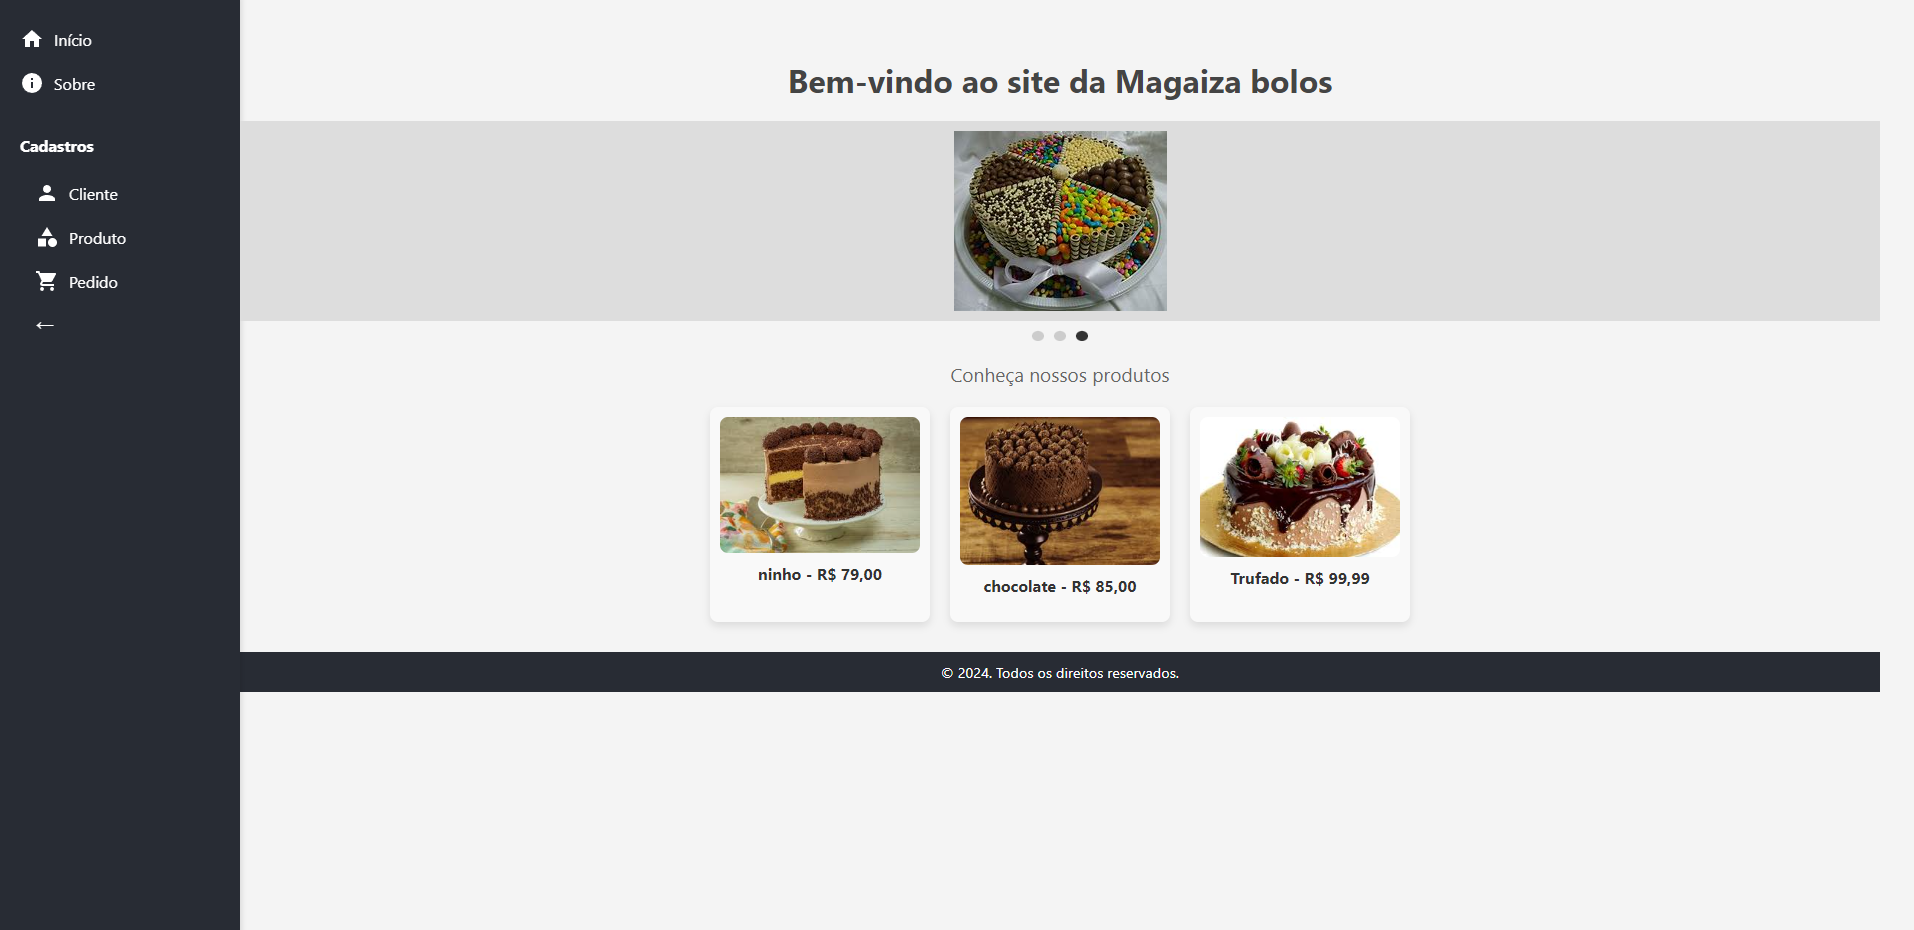 Início
Sobre
Cadastros
Cliente
Produto
Pedido
←
Bem-vindo ao site da Magaiza bolos
Conheça nossos produtos
ninho - R$ 79,00
chocolate - R$ 85,00
Trufado - R$ 99,99
© 2024. Todos os direitos reservados.